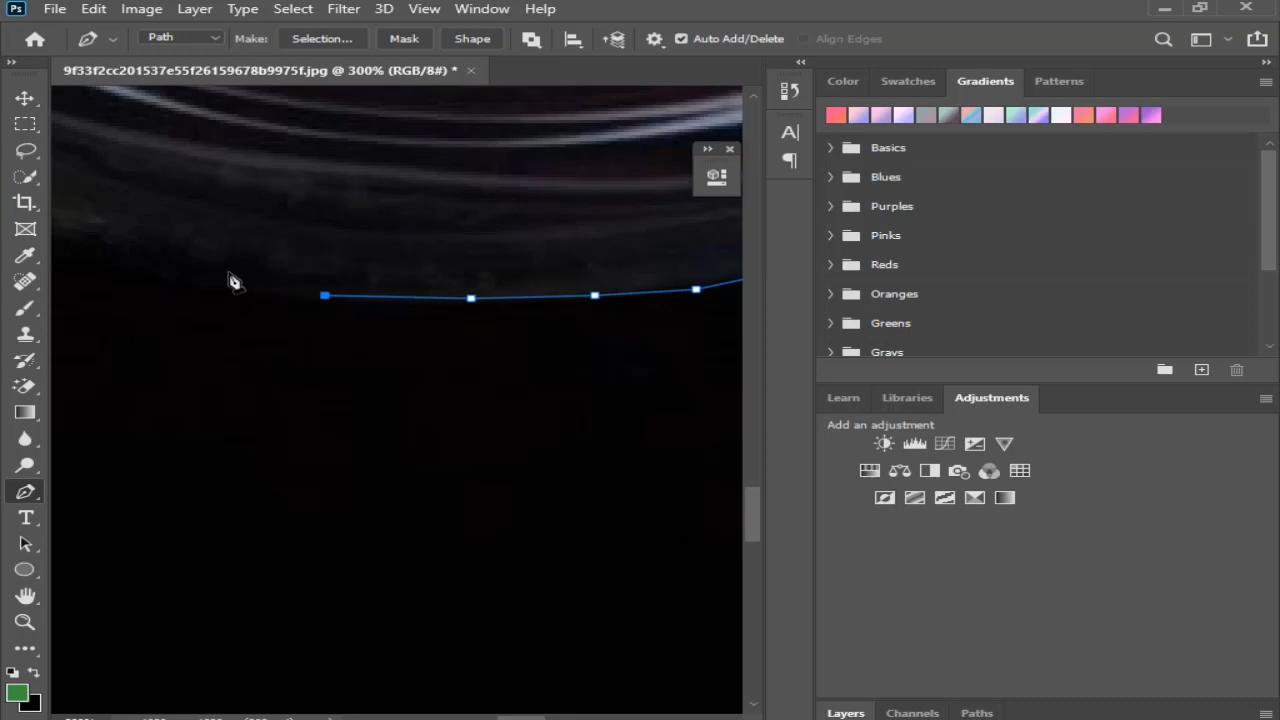 Ps File Edit Image Layer Type Select Filter 3D View Window Help
Path Make: Selection... Mask Shape Auto Add/Delete Align Edges
9f33f2cc201537e55f26159678b9975f.jpg @ 300% (RGB/8#) *
Color Swatches Gradients Patterns
Basics
Blues
Purples
Pinks
Reds
Oranges
Greens
Grays
Learn Libraries Adjustments
Add an adjustment
Layers Channels Paths